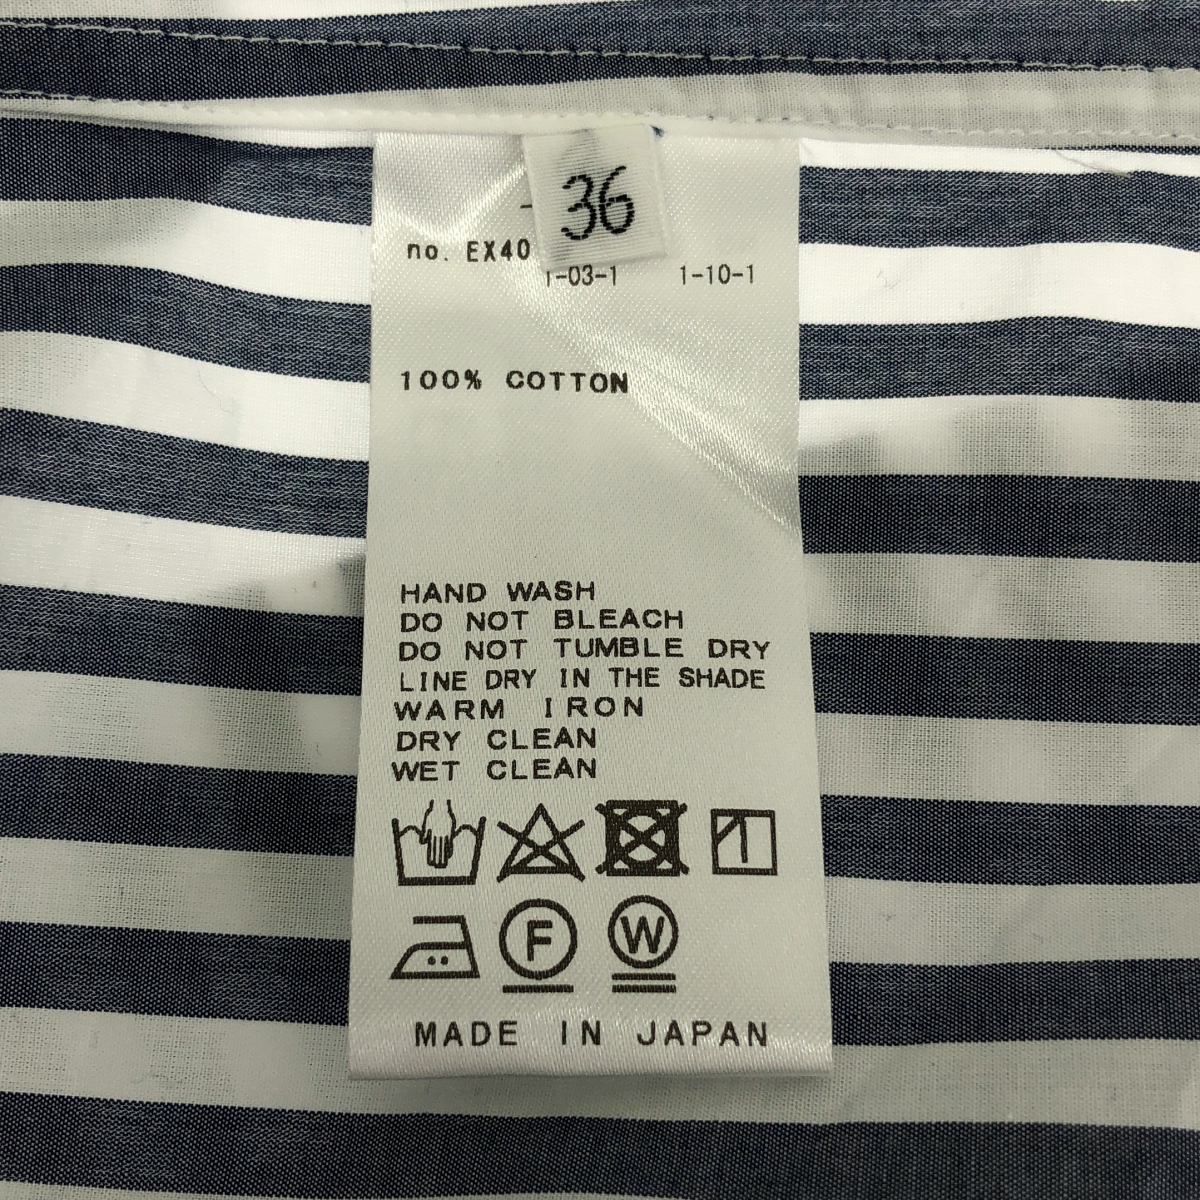 36
no. EX40
1-03-1 1-10-1
100% COTTON
HAND WASH
DO NOT BLEACH
DO NOT TUMBLE DRY
LINE DRY IN THE SHADE
WARM IRON
DRY CLEAN
WET CLEAN
F W
MADE IN JAPAN